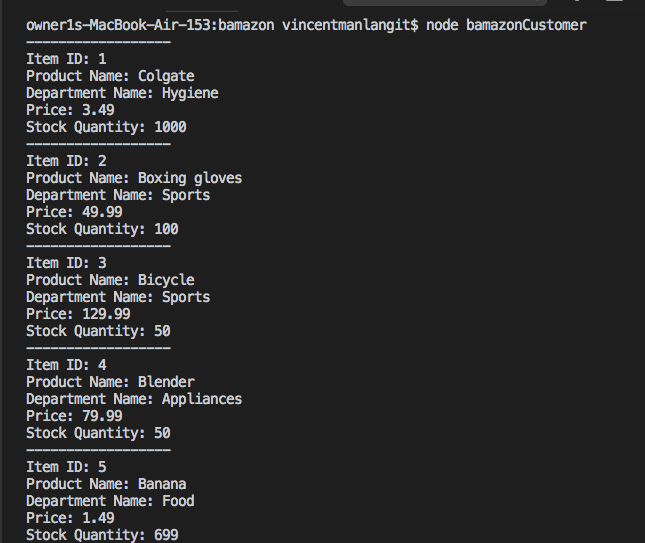 owner1s-MacBook-Air-153:bamazon vincentmanlangit$ node bamazonCustomer
------------------
Item ID: 1
Product Name: Colgate
Department Name: Hygiene
Price: 3.49
Stock Quantity: 1000
------------------
Item ID: 2
Product Name: Boxing gloves
Department Name: Sports
Price: 49.99
Stock Quantity: 100
------------------
Item ID: 3
Product Name: Bicycle
Department Name: Sports
Price: 129.99
Stock Quantity: 50
------------------
Item ID: 4
Product Name: Blender
Department Name: Appliances
Price: 79.99
Stock Quantity: 50
------------------
Item ID: 5
Product Name: Banana
Department Name: Food
Price: 1.49
Stock Quantity: 699